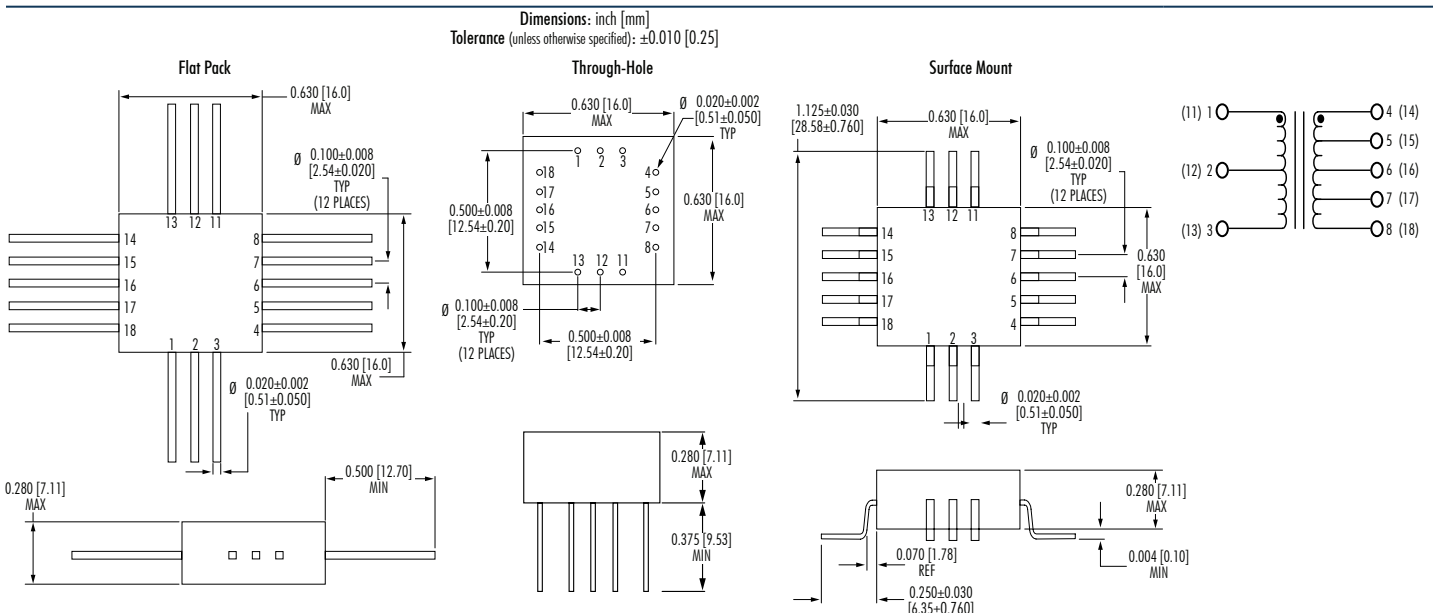 Dimensions: inch [mm]
Tolerance (unless otherwise specified): ±0.010 [0.25]
Flat Pack
0.630 [16.0]
MAX
Ø 0.100±0.008
[2.54±0.020]
TYP
(12 PLACES)
13 12 11
14
15
16
17
18
8
7
6
5
4
1 2 3
0.630 [16.0]
MAX
Ø 0.020±0.002
[0.51±0.050]
TYP
0.280 [7.11]
MAX
0.500 [12.70]
MIN
Through-Hole
0.630 [16.0]
MAX
Ø 0.020±0.002
[0.51±0.050]
TYP
1 2 3
18
17
16
15
14
4
5
6
7
8
13 12 11
0.500±0.008
[12.54±0.20]
0.630 [16.0]
MAX
Ø 0.100±0.008
[2.54±0.20]
TYP
(12 PLACES)
0.500±0.008
[12.54±0.20]
0.280 [7.11]
MAX
0.375 [9.53]
MIN
Surface Mount
1.125±0.030
[28.58±0.760]
0.630 [16.0]
MAX
Ø 0.100±0.008
[2.54±0.020]
TYP
(12 PLACES)
13 12 11
14
15
16
17
18
8
7
6
5
4
1 2 3
0.630
[16.0]
MAX
Ø 0.020±0.002
[0.51±0.050]
TYP
0.280 [7.11]
MAX
0.070 [1.78]
REF
0.004 [0.10]
MIN
0.250±0.030
[6.35±0.760]
(11) 1
(12) 2
(13) 3
4 (14)
5 (15)
6 (16)
7 (17)
8 (18)